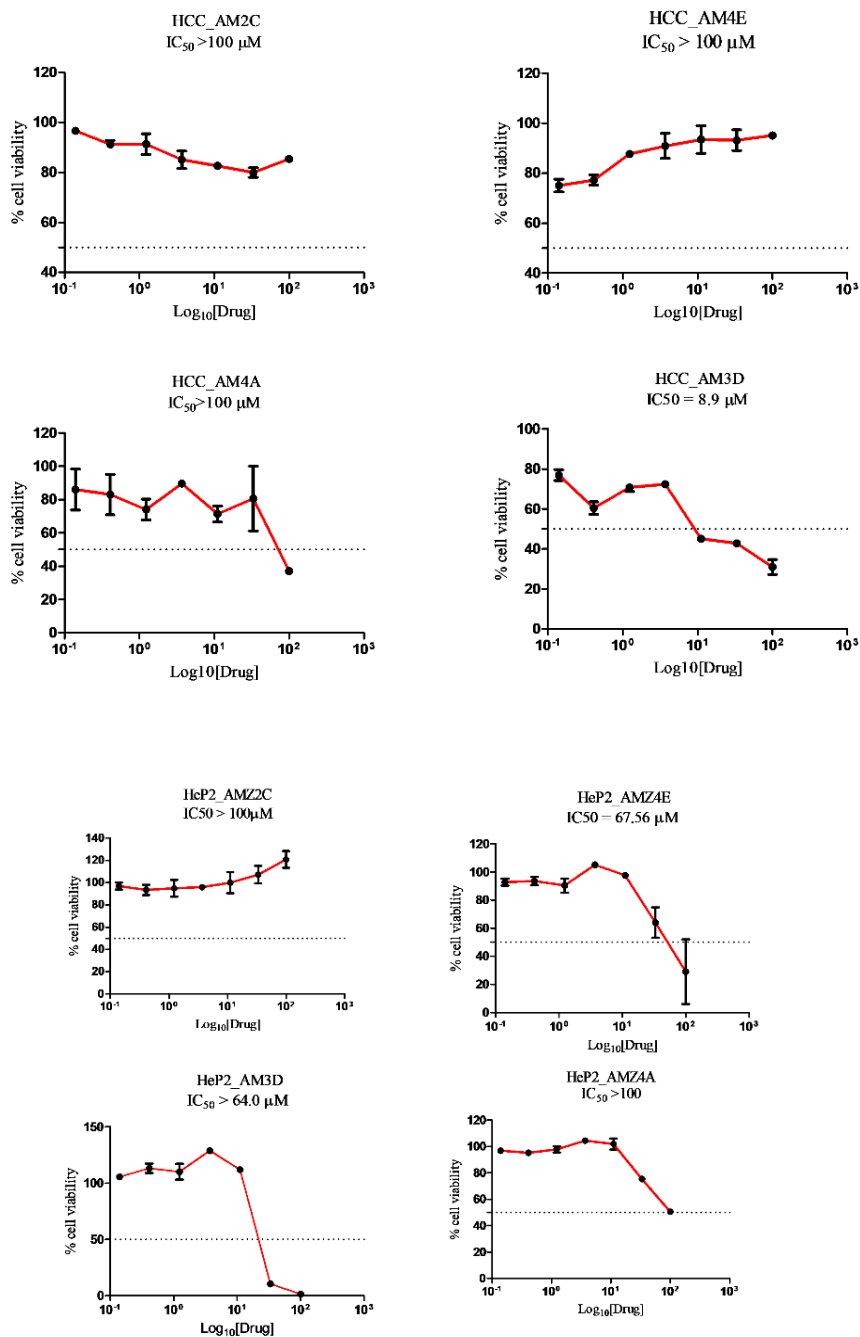 HCC_AM2C
IC₅₀ >100 μM
120
100
80
60
40
% cell viability
10⁻¹ 10⁰ 10¹ 10² 10³
Log₁₀[Drug]
HCC_AM4E
IC₅₀ > 100 μM
120
100
80
60
40
% cell viability
10⁻¹ 10⁰ 10¹ 10² 10³
Log10[Drug]
HCC_AM4A
IC₅₀>100 μM
120
100
80
60
40
20
0
% cell viability
10⁻¹ 10⁰ 10¹ 10² 10³
Log10[Drug]
HCC_AM3D
IC50 = 8.9 μM
100
80
60
40
20
0
% cell viability
10⁻¹ 10⁰ 10¹ 10² 10³
Log10[Drug]
HeP2_AMZ2C
IC50 > 100μM
140
120
100
80
60
40
20
0
% cell viability
10⁻¹ 10⁰ 10¹ 10² 10³
Log₁₀[Drug]
HeP2_AMZ4E
IC50 = 67.56 μM
120
100
80
60
40
20
0
% cell viability
10⁻¹ 10⁰ 10¹ 10² 10³
Log₁₀[Drug]
HeP2_AM3D
IC₅₀ > 64.0 μM
150
100
50
0
% cell viability
10⁻¹ 10⁰ 10¹ 10² 10³
Log₁₀[Drug]
HeP2_AMZ4A
IC₅₀ >100
120
100
80
60
40
20
0
% cell viability
10⁻¹ 10⁰ 10¹ 10² 10³
Log₁₀[Drug]